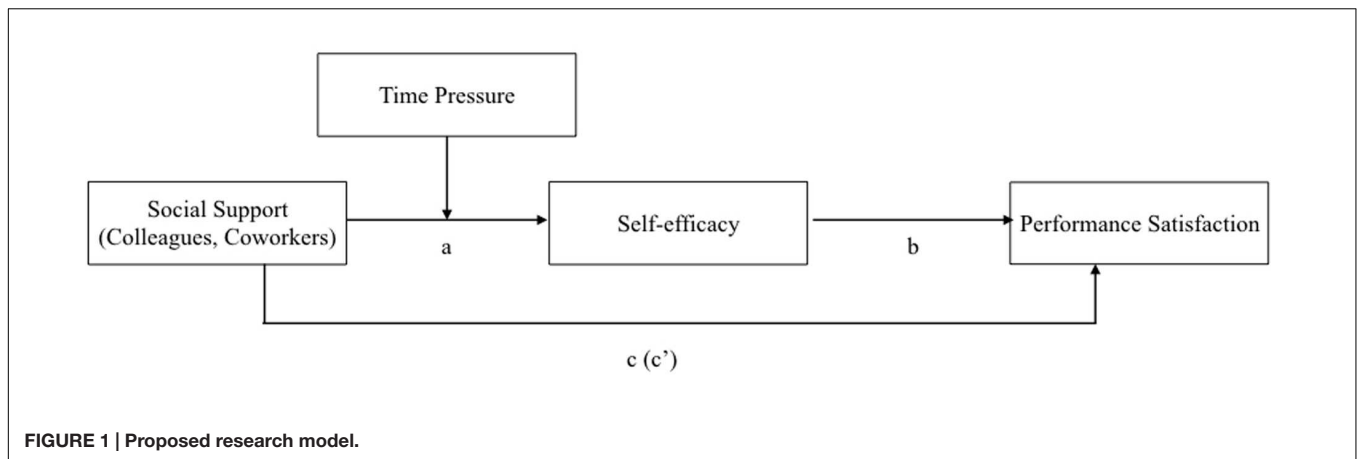 Time Pressure
Social Support
(Colleagues, Coworkers)
Self-efficacy
Performance Satisfaction
a
b
c (c’)
FIGURE 1 | Proposed research model.